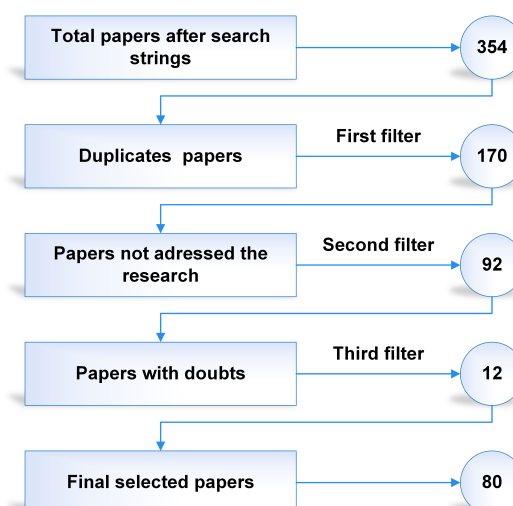 Total papers after search
strings
354
Duplicates papers
First filter
170
Papers not adressed the
research
Second filter
92
Papers with doubts
Third filter
12
Final selected papers
80